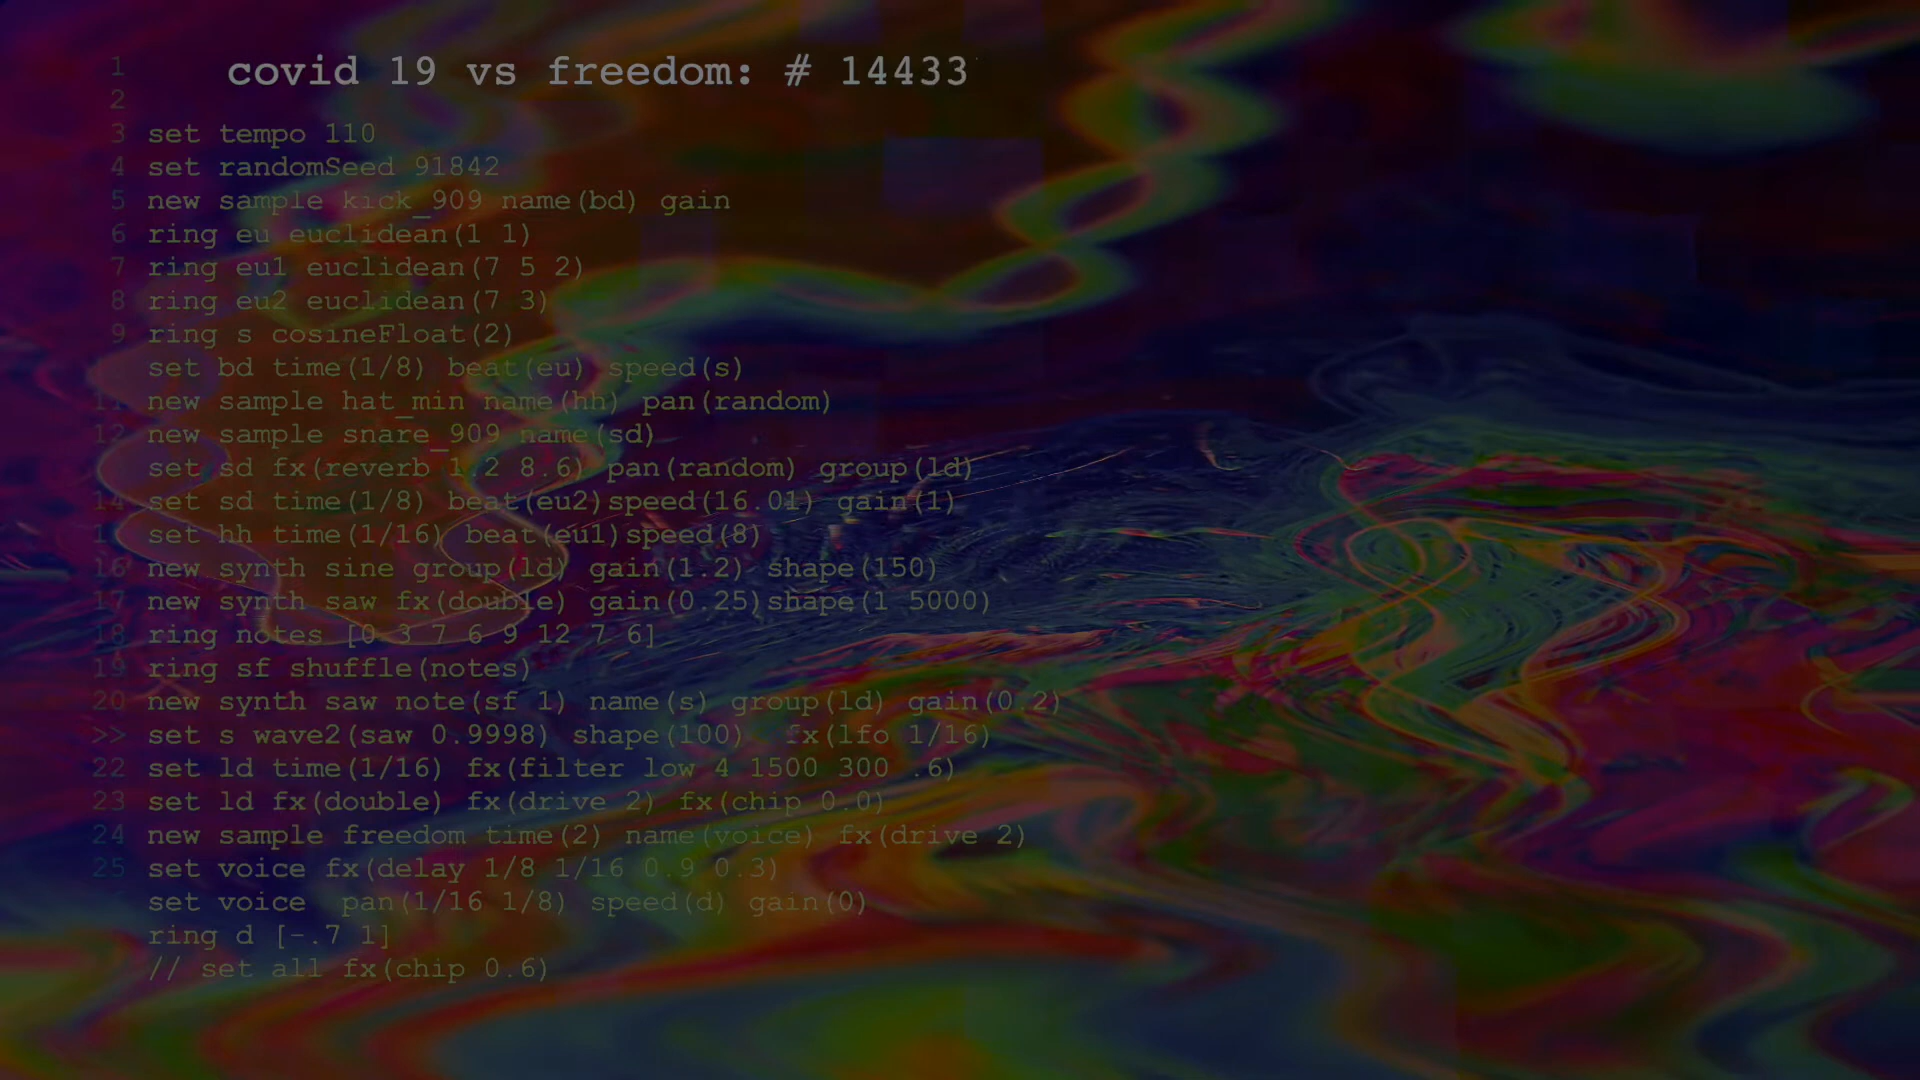 1 covid 19 vs freedom: # 14433
2
3 set tempo 110
4 set randomSeed 91842
5 new sample kick_909 name(bd) gain
6 ring eu euclidean(1 1)
7 ring eu1 euclidean(7 5 2)
8 ring eu2 euclidean(7 3)
9 ring s cosineFloat(2)
set bd time(1/8) beat(eu) speed(s)
11 new sample hat_min name(hh) pan(random)
12 new sample snare_909 name(sd)
set sd fx(reverb 1.2 8.6) pan(random) group(ld)
14 set sd time(1/8) beat(eu2)speed(16.01) gain(1)
1 set hh time(1/16) beat(eu1)speed(8)
16 new synth sine group(ld) gain(1.2) shape(150)
17 new synth saw fx(double) gain(0.25)shape(1 5000)
18 ring notes [0 3 7 6 9 12 7 6]
19 ring sf shuffle(notes)
20 new synth saw note(sf 1) name(s) group(ld) gain(0.2)
>> set s wave2(saw 0.9998) shape(100) fx(lfo 1/16)
22 set ld time(1/16) fx(filter low 4 1500 300 .6)
23 set ld fx(double) fx(drive 2) fx(chip 0.0)
24 new sample freedom time(2) name(voice) fx(drive 2)
25 set voice fx(delay 1/8 1/16 0.9 0.3)
set voice pan(1/16 1/8) speed(d) gain(0)
ring d [-.7 1]
// set all fx(chip 0.6)